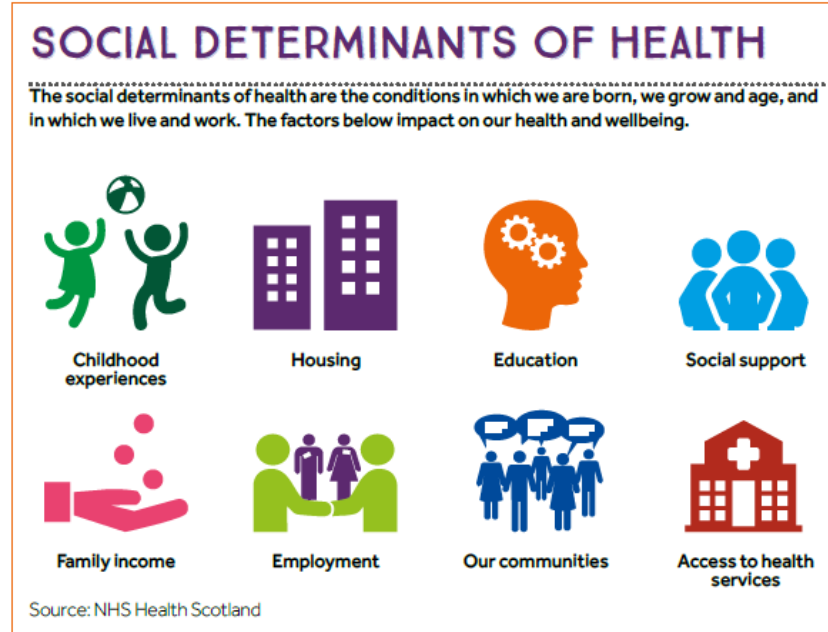 SOCIAL DETERMINANTS OF HEALTH
The social determinants of health are the conditions in which we are born, we grow and age, and
in which we live and work. The factors below impact on our health and wellbeing.
Childhood
experiences
Housing
Education
Social support
Family income
Employment
Our communities
Access to health
services
Source: NHS Health Scotland